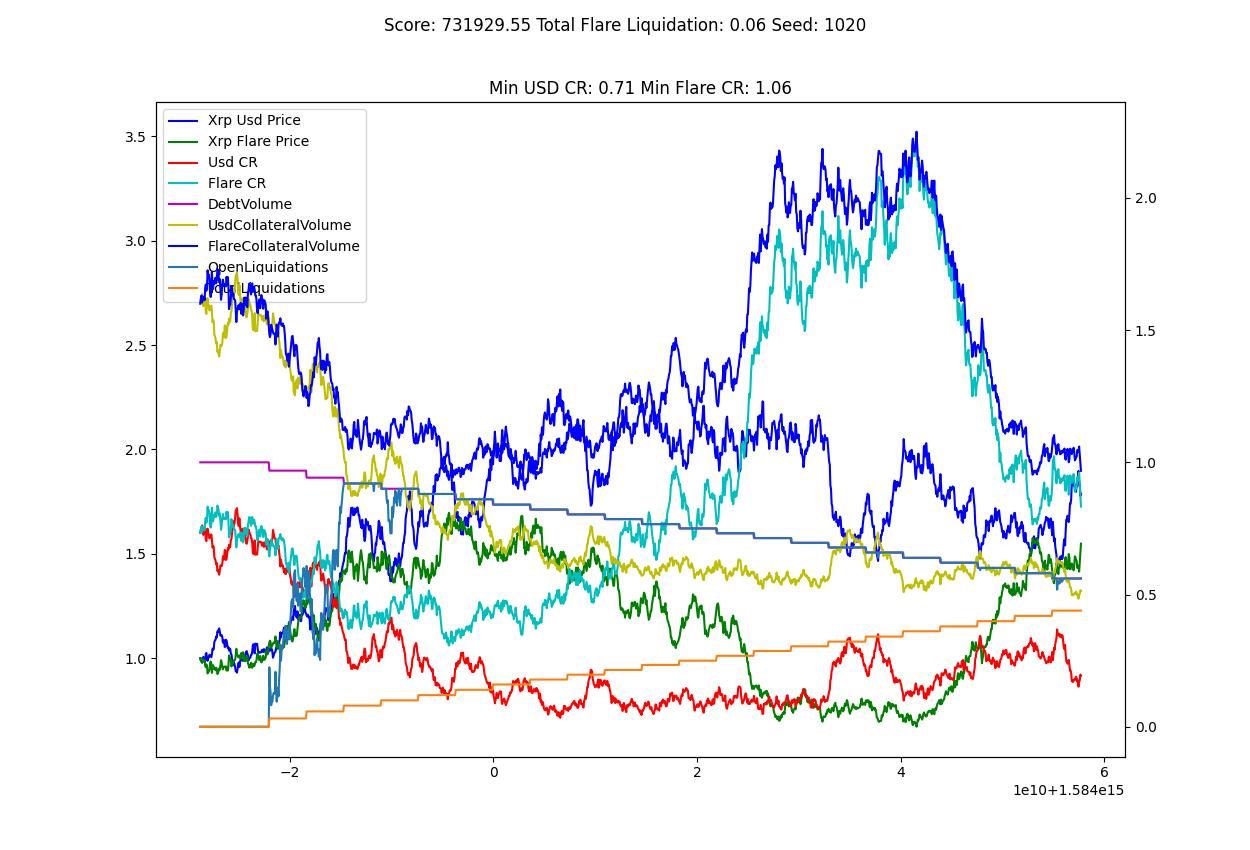 Score: 731929.55 Total Flare Liquidation: 0.06 Seed: 1020
Min USD CR: 0.71 Min Flare CR: 1.06
Xrp Usd Price
Xrp Flare Price
Usd CR
Flare CR
DebtVolume
UsdCollateralVolume
FlareCollateralVolume
OpenLiquidations
Liquidations
3.5
3.0
2.5
2.0
1.5
1.0
2.0
1.5
1.0
0.5
0.0
−2
0
2
4
6
1e10+1.584e15